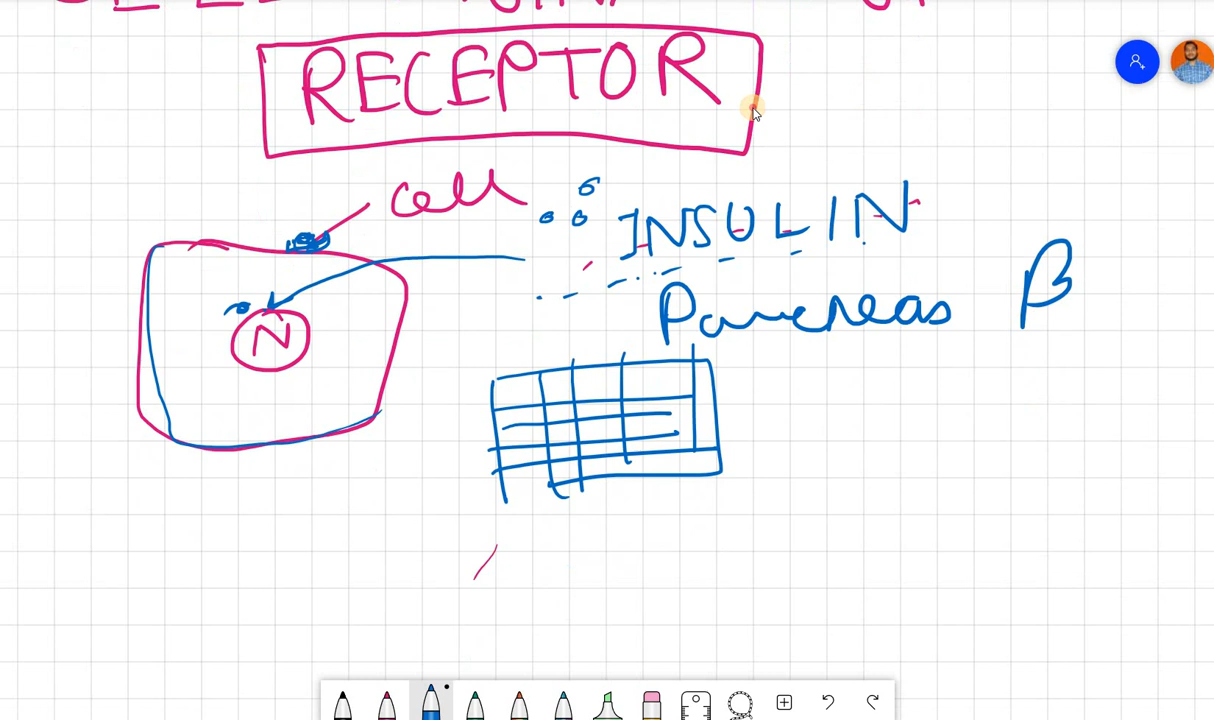 RECEPTOR
cell
INSULIN
Pancreas β
N